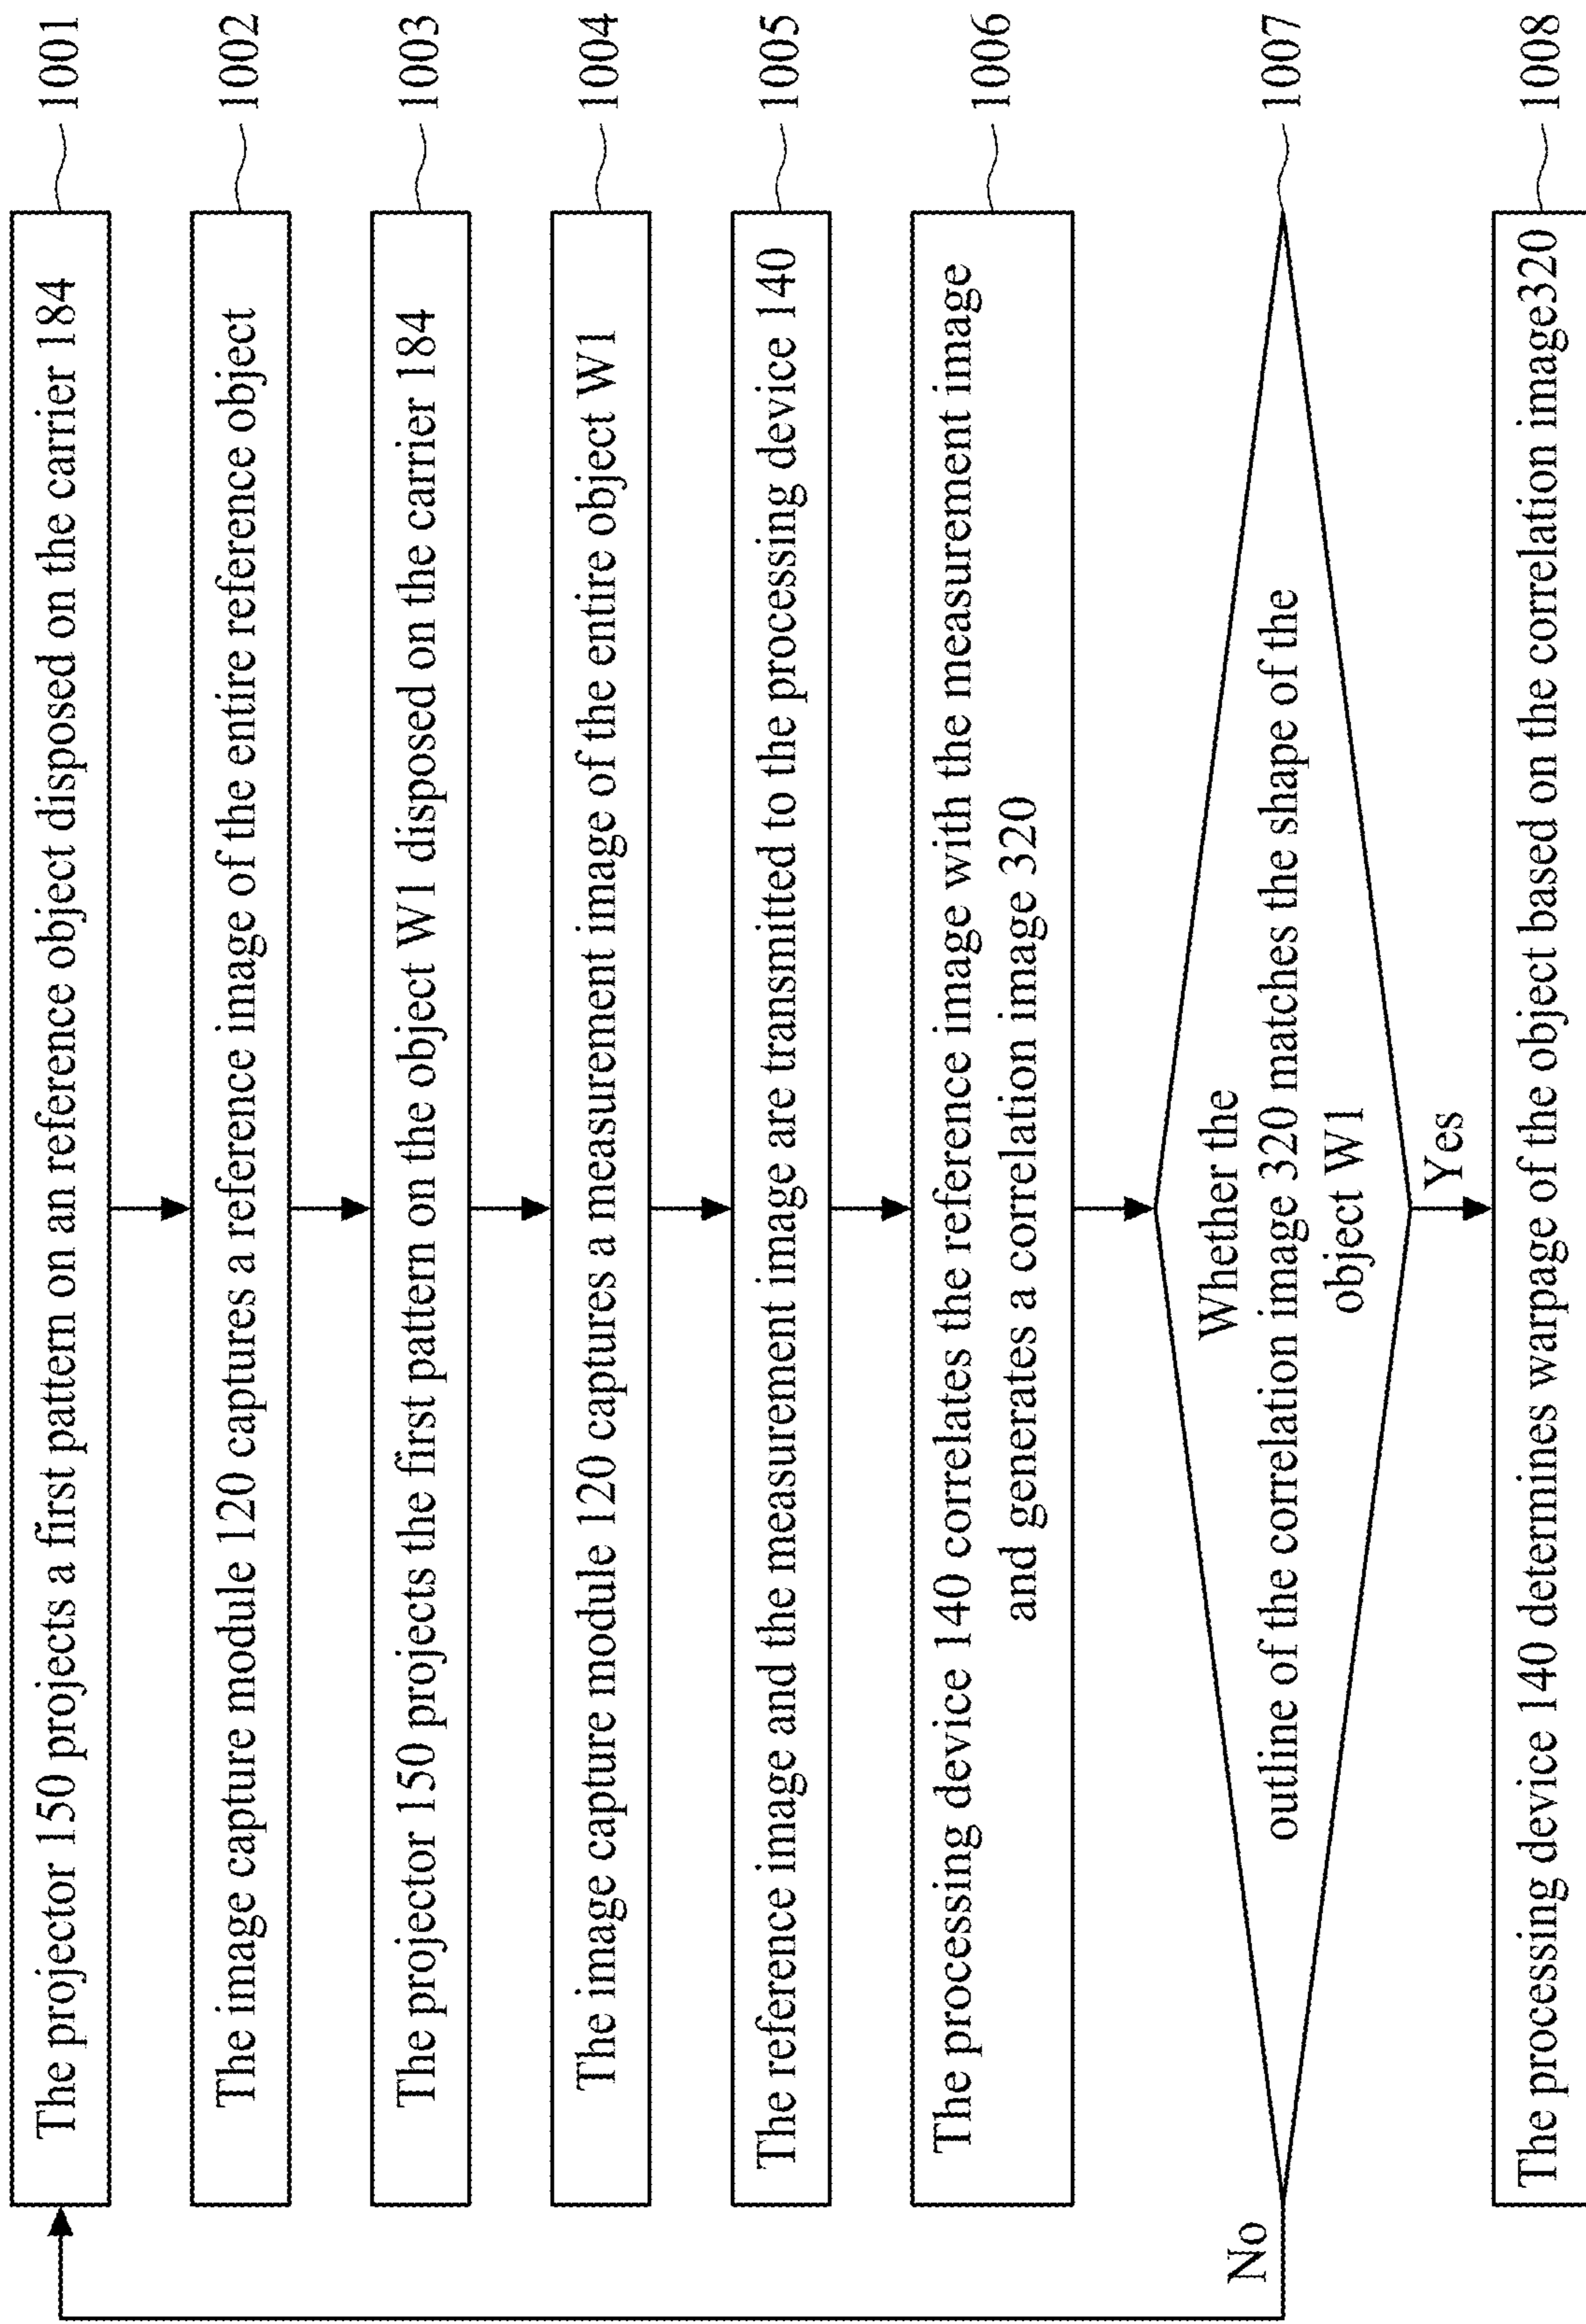 The projector 150 projects a first pattern on an reference object disposed on the carrier 184
1001
The image capture module 120 captures a reference image of the entire reference object
1002
The projector 150 projects the first pattern on the object W1 disposed on the carrier 184
1003
The image capture module 120 captures a measurement image of the entire object W1
1004
The reference image and the measurement image are transmitted to the processing device 140
1005
The processing device 140 correlates the reference image with the measurement image
and generates a correlation image 320
1006
Whether the
outline of the correlation image 320 matches the shape of the
object W1
1007
No
Yes
The processing device 140 determines warpage of the object based on the correlation image320
1008